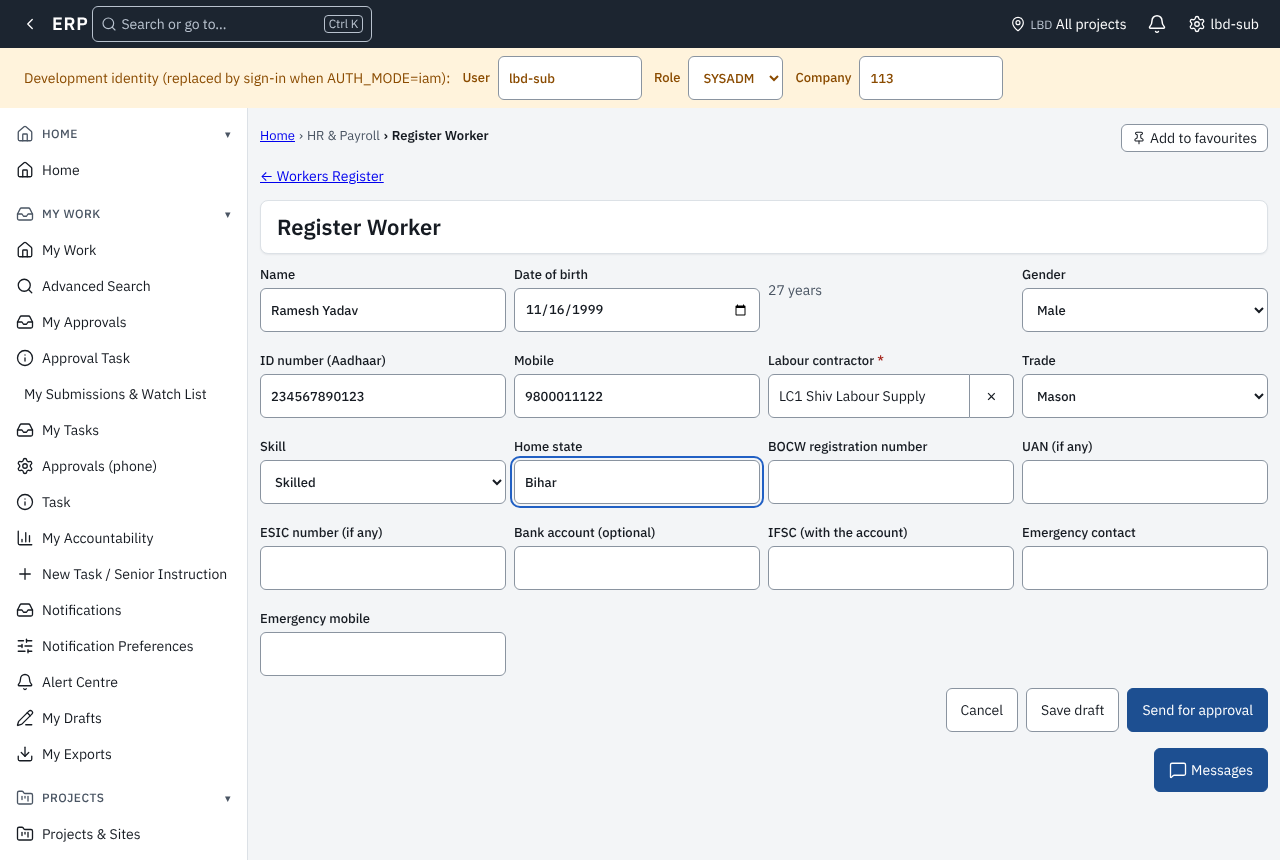 ERP
Search or go to... Ctrl K
LBD All projects
lbd-sub
Development identity (replaced by sign-in when AUTH_MODE=iam): User lbd-sub Role SYSADM Company 113
HOME
Home
MY WORK
My Work
Advanced Search
My Approvals
Approval Task
My Submissions & Watch List
My Tasks
Approvals (phone)
Task
My Accountability
New Task / Senior Instruction
Notifications
Notification Preferences
Alert Centre
My Drafts
My Exports
PROJECTS
Projects & Sites
Home › HR & Payroll › Register Worker
Add to favourites
← Workers Register
Register Worker
Name Date of birth Gender
Ramesh Yadav 11/16/1999 27 years Male
ID number (Aadhaar) Mobile Labour contractor * Trade
234567890123 9800011122 LC1 Shiv Labour Supply × Mason
Skill Home state BOCW registration number UAN (if any)
Skilled Bihar
ESIC number (if any) Bank account (optional) IFSC (with the account) Emergency contact
Emergency mobile
Cancel Save draft Send for approval
Messages